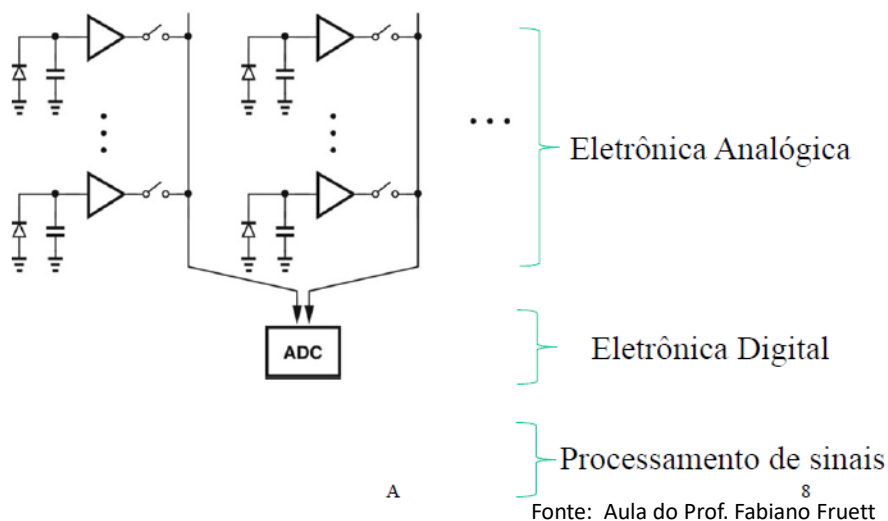 Eletrônica Analógica
ADC
Eletrônica Digital
Processamento de sinais
A
8
Fonte: Aula do Prof. Fabiano Fruett